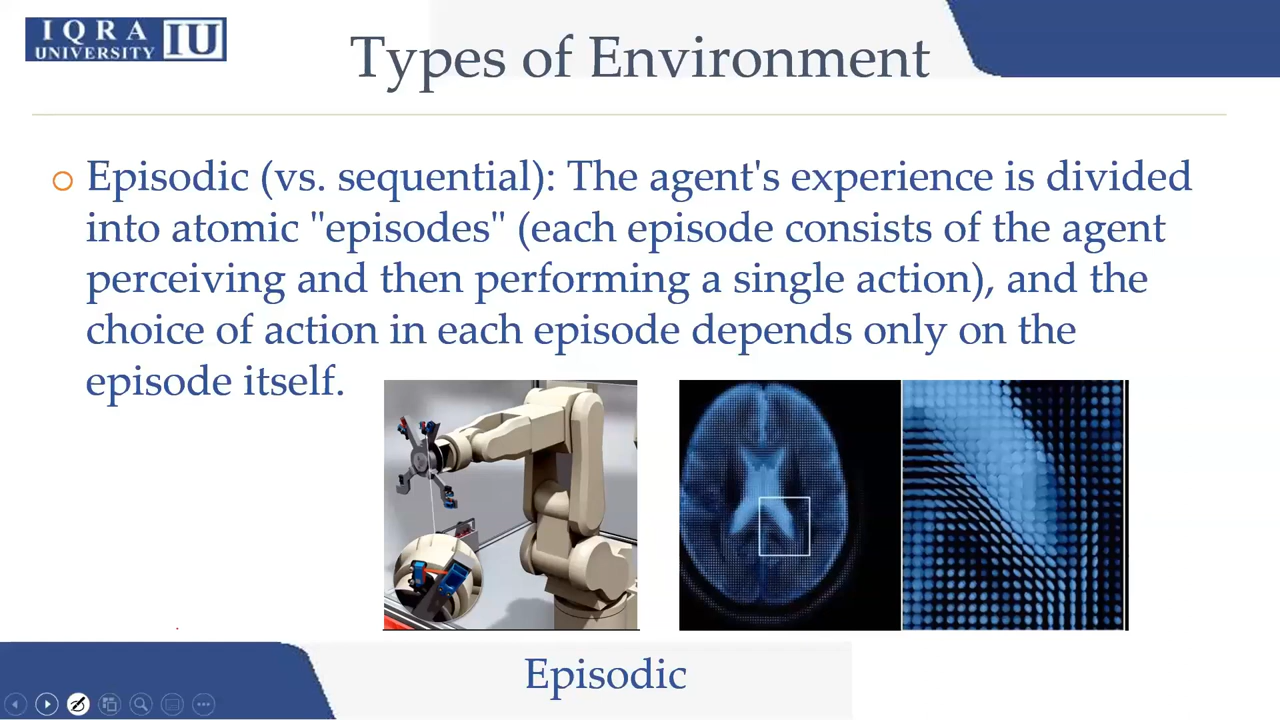 IQRA
UNIVERSITY IU
Types of Environment
Episodic (vs. sequential): The agent's experience is divided
into atomic "episodes" (each episode consists of the agent
perceiving and then performing a single action), and the
choice of action in each episode depends only on the
episode itself.
Episodic